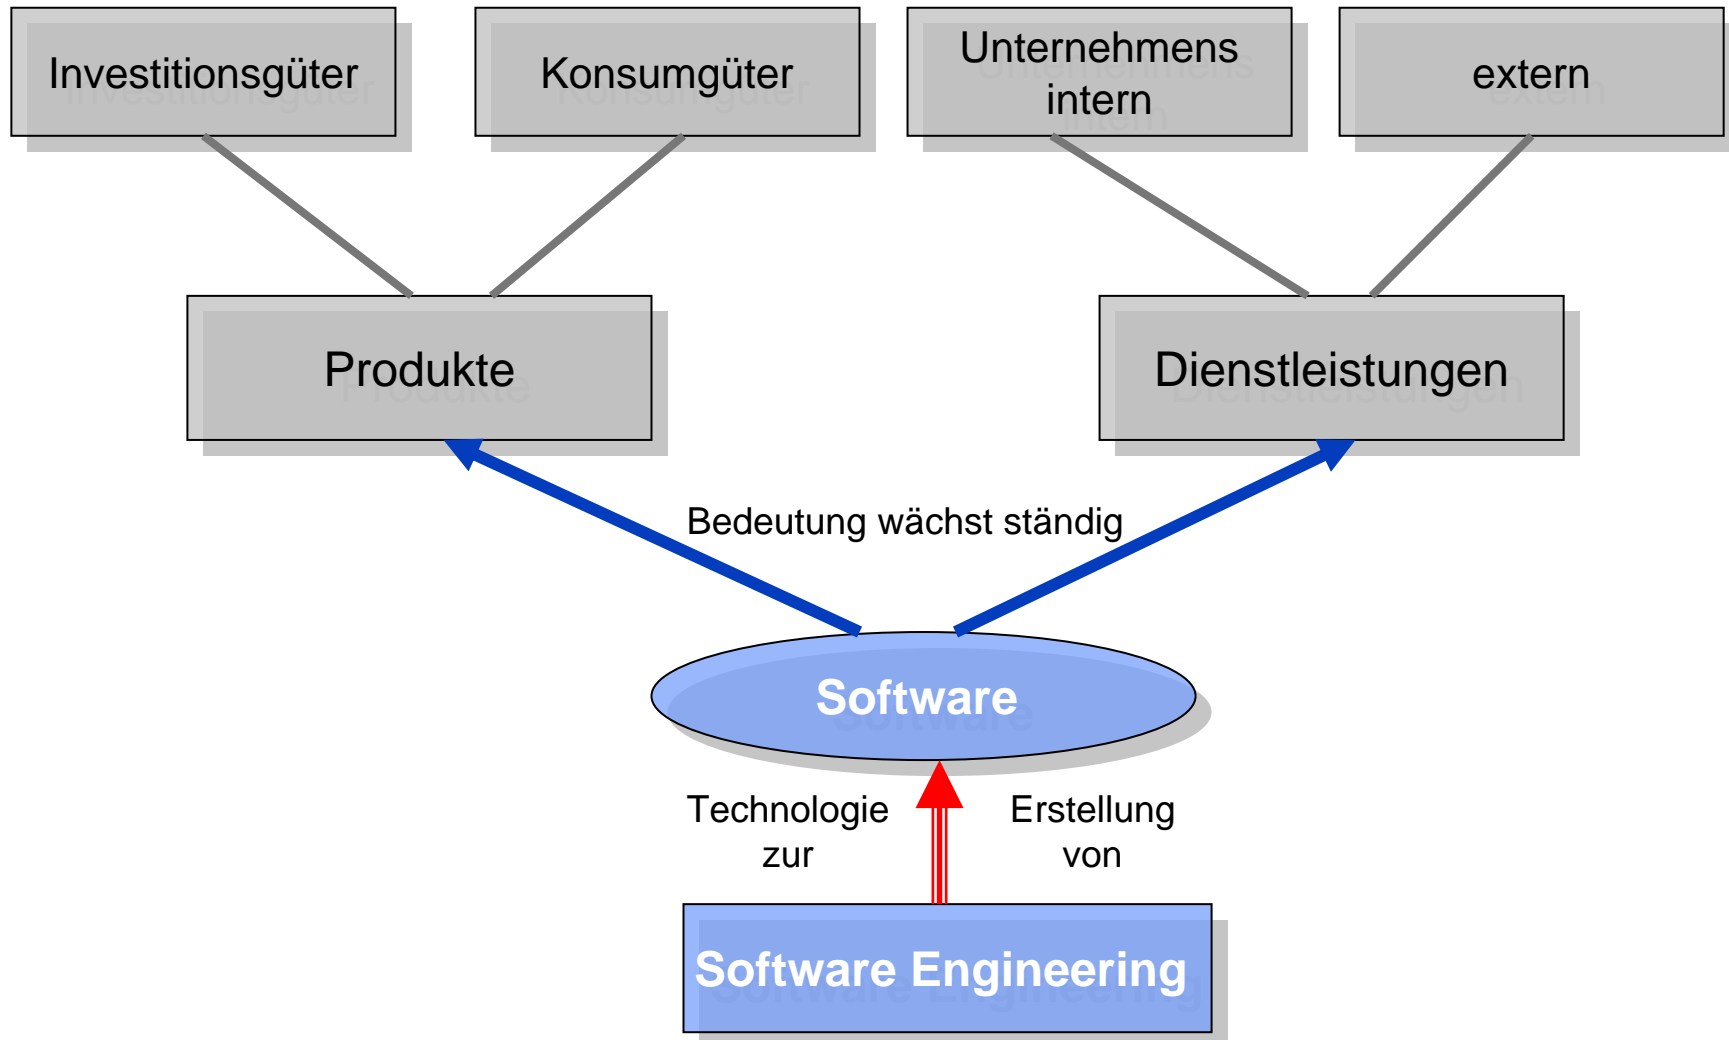 Investitionsgüter
Konsumgüter
Unternehmens
intern
extern
Produkte
Dienstleistungen
Bedeutung wächst ständig
Software
Technologie
zur
Erstellung
von
Software Engineering